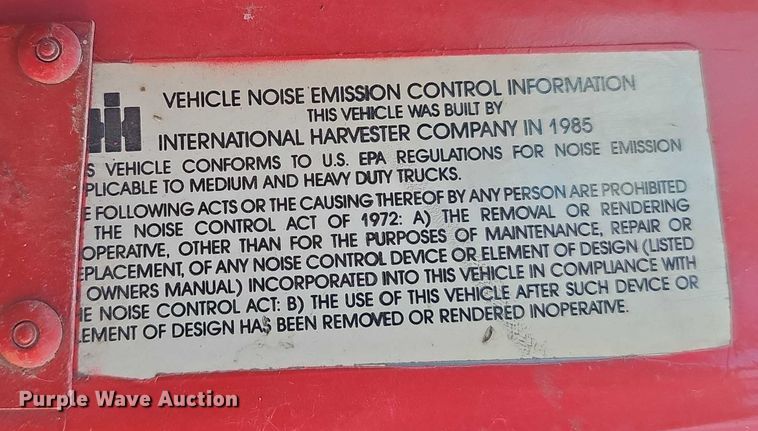 VEHICLE NOISE EMISSION CONTROL INFORMATION
THIS VEHICLE WAS BUILT BY
INTERNATIONAL HARVESTER COMPANY IN 1985
S VEHICLE CONFORMS TO U.S. EPA REGULATIONS FOR NOISE EMISSION
PLICABLE TO MEDIUM AND HEAVY DUTY TRUCKS.
E FOLLOWING ACTS OR THE CAUSING THEREOF BY ANY PERSON ARE PROHIBITED
THE NOISE CONTROL ACT OF 1972: A) THE REMOVAL OR RENDERING
OPERATIVE, OTHER THAN FOR THE PURPOSES OF MAINTENANCE, REPAIR OR
EPLACEMENT, OF ANY NOISE CONTROL DEVICE OR ELEMENT OF DESIGN (LISTED
OWNERS MANUAL) INCORPORATED INTO THIS VEHICLE IN COMPLIANCE WITH
E NOISE CONTROL ACT: B) THE USE OF THIS VEHICLE AFTER SUCH DEVICE OR
LEMENT OF DESIGN HAS BEEN REMOVED OR RENDERED INOPERATIVE.
Purple Wave Auction